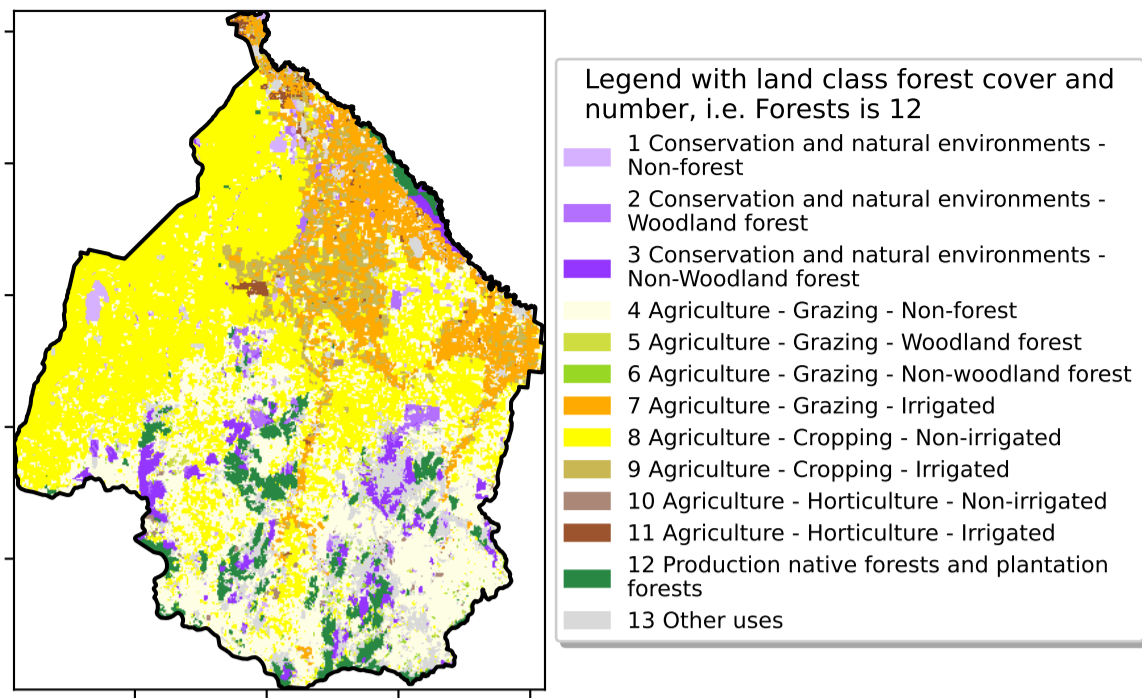 Legend with land class forest cover and
number, i.e. Forests is 12
1 Conservation and natural environments -
Non-forest
2 Conservation and natural environments -
Woodland forest
3 Conservation and natural environments -
Non-Woodland forest
4 Agriculture - Grazing - Non-forest
5 Agriculture - Grazing - Woodland forest
6 Agriculture - Grazing - Non-woodland forest
7 Agriculture - Grazing - Irrigated
8 Agriculture - Cropping - Non-irrigated
9 Agriculture - Cropping - Irrigated
10 Agriculture - Horticulture - Non-irrigated
11 Agriculture - Horticulture - Irrigated
12 Production native forests and plantation
forests
13 Other uses